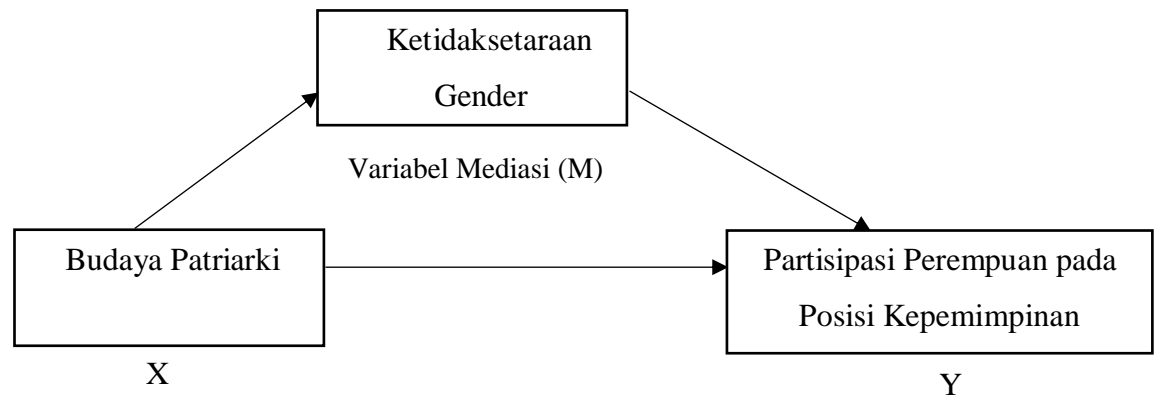 Ketidaksetaraan
Gender
Variabel Mediasi (M)
Budaya Patriarki
Partisipasi Perempuan pada
Posisi Kepemimpinan
X
Y